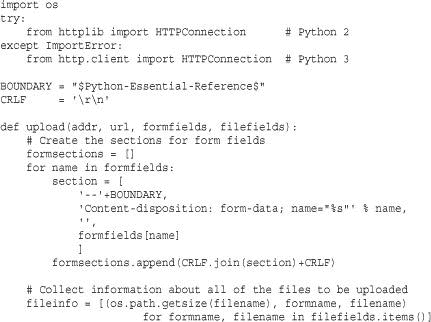 import os
try:
    from httplib import HTTPConnection      # Python 2
except ImportError:
    from http.client import HTTPConnection  # Python 3
BOUNDARY = "$Python-Essential-Reference$"
CRLF     = '\r\n'
def upload(addr, url, formfields, filefields):
    # Create the sections for form fields
    formsections = []
    for name in formfields:
        section = [
            '--'+BOUNDARY,
            'Content-disposition: form-data; name="%s"' % name,
            '',
            formfields[name]
            ]
        formsections.append(CRLF.join(section)+CRLF)
    # Collect information about all of the files to be uploaded
    fileinfo = [(os.path.getsize(filename), formname, filename)
                    for formname, filename in filefields.items()]